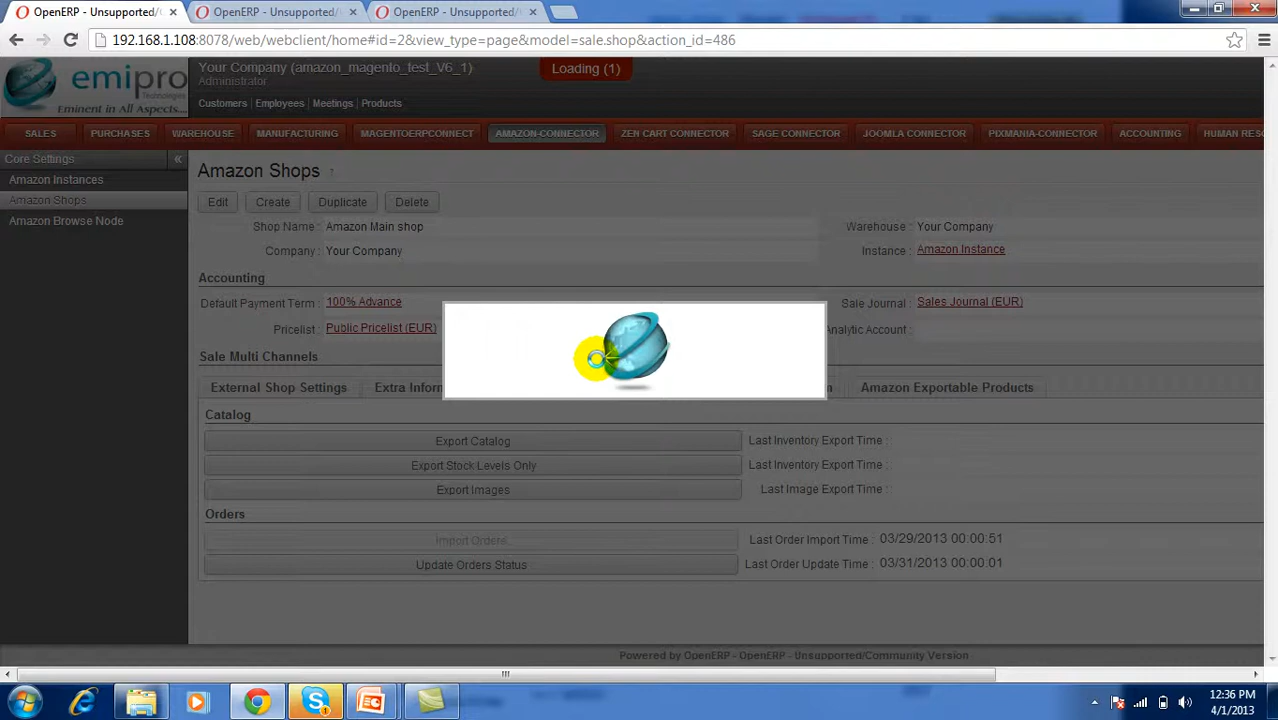 OpenERP - Unsupported/ OpenERP - Unsupported/ OpenERP - Unsupported/
192.168.1.108:8078/web/webclient/home#id=2&view_type=page&model=sale.shop&action_id=486
emipro
Technologies
Eminent in All Aspects....
Your Company (amazon_magento_test_V6_1)
Administrator
Loading (1)
Customers Employees Meetings Products
SALES PURCHASES WAREHOUSE MANUFACTURING MAGENTOERPCONNECT AMAZON-CONNECTOR ZEN CART CONNECTOR SAGE CONNECTOR JOOMLA CONNECTOR PIXMANIA-CONNECTOR ACCOUNTING HUMAN RESO
Core Settings «
Amazon Instances
Amazon Shops
Amazon Browse Node
Amazon Shops
Edit Create Duplicate Delete
Shop Name : Amazon Main shop Warehouse : Your Company
Company : Your Company Instance : Amazon Instance
Accounting
Default Payment Term : 100% Advance Sale Journal : Sales Journal (EUR)
Pricelist : Public Pricelist (EUR) Analytic Account :
Sale Multi Channels
External Shop Settings Extra Infor m Amazon Exportable Products
Catalog
Export Catalog Last Inventory Export Time :
Export Stock Levels Only Last Inventory Export Time :
Export Images Last Image Export Time :
Orders
Import Orders Last Order Import Time : 03/29/2013 00:00:51
Update Orders Status Last Order Update Time : 03/31/2013 00:00:01
Powered by OpenERP - OpenERP - Unsupported/Community Version
12:36 PM
4/1/2013